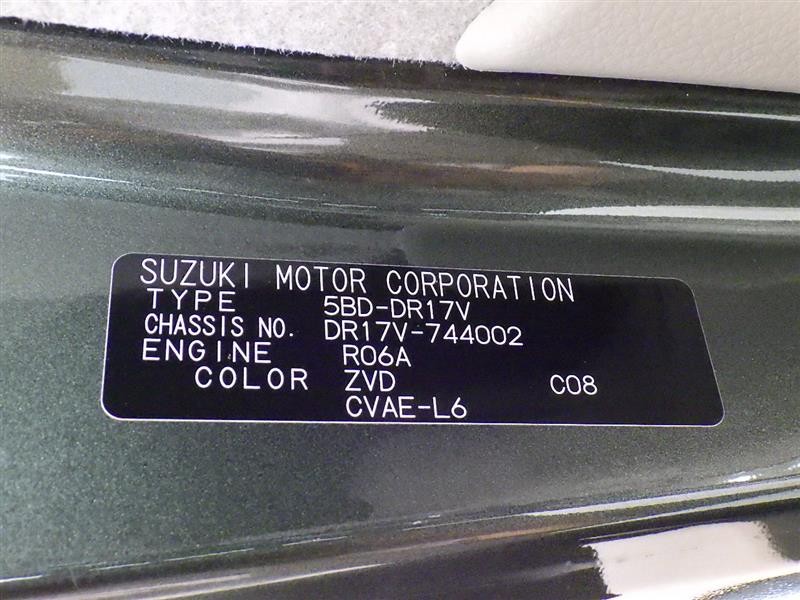 SUZUKI MOTOR CORPORATION
TYPE 5BD-DR17V
CHASSIS NO. DR17V-744002
ENGINE R06A
COLOR ZVD C08
CVAE-L6